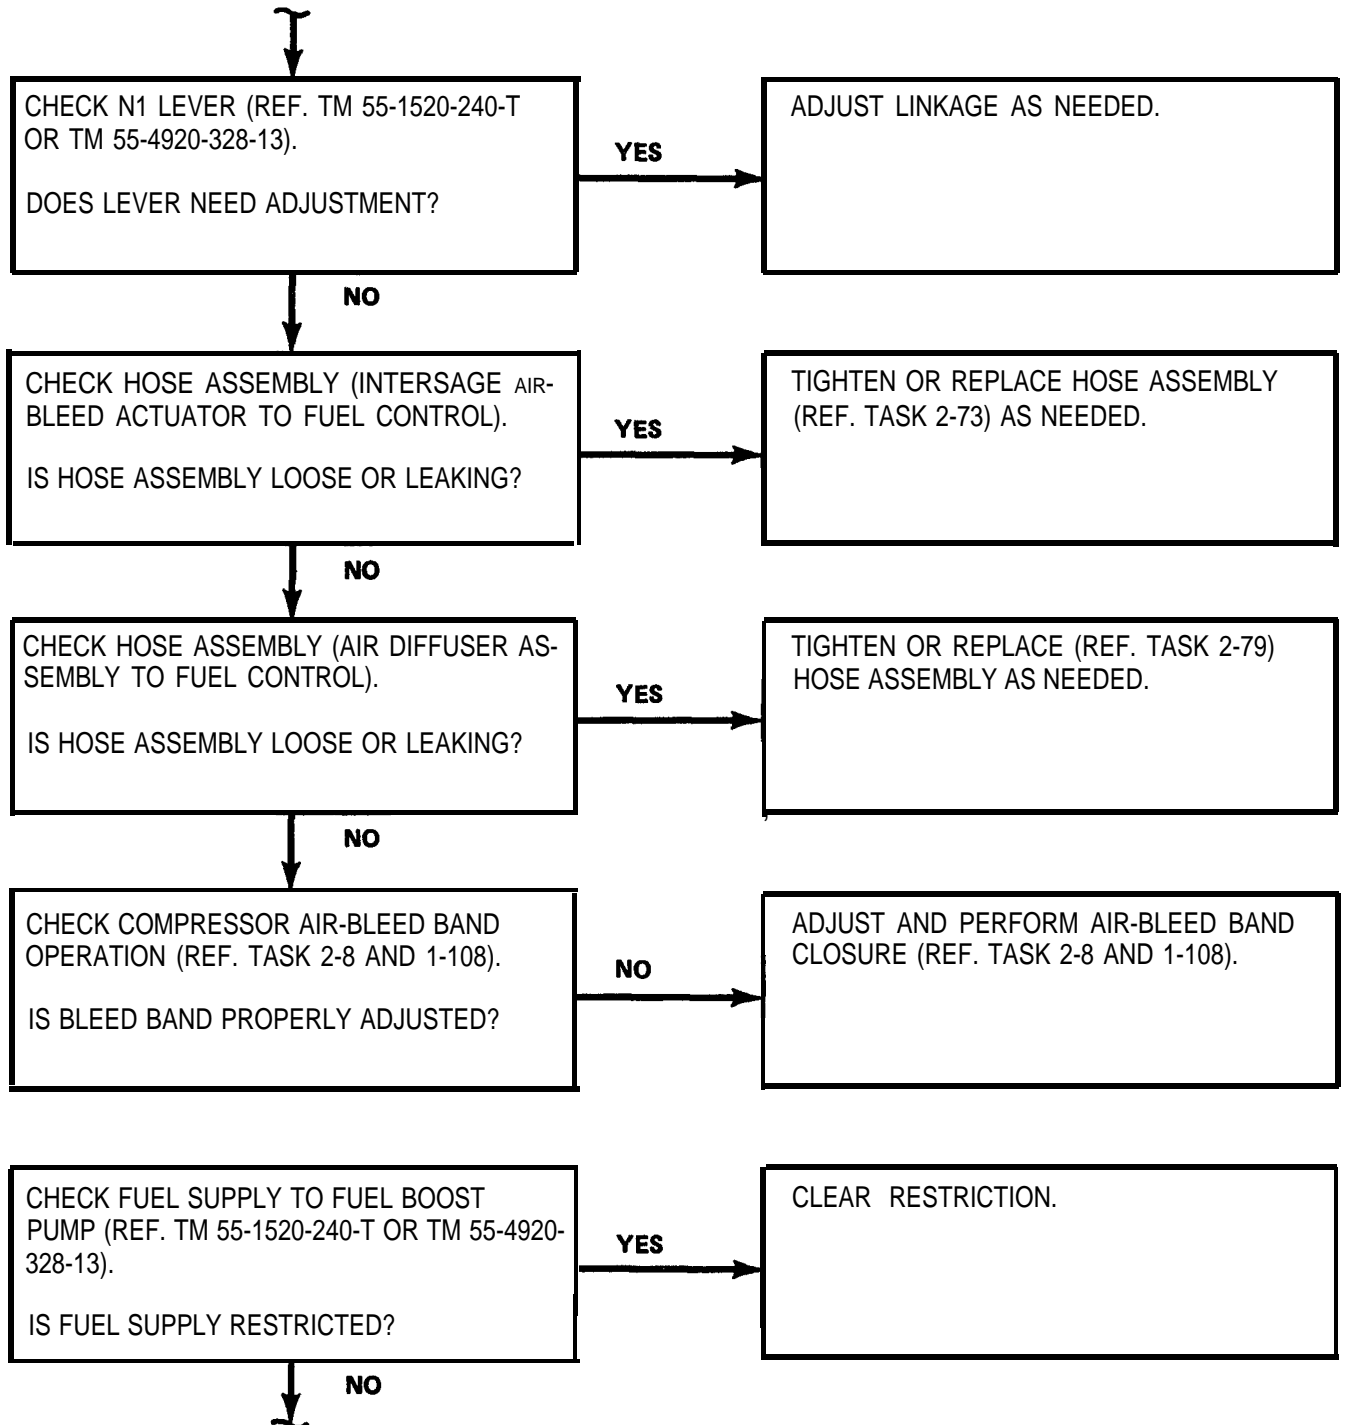 CHECK N1 LEVER (REF. TM 55-1520-240-T
OR TM 55-4920-328-13).
DOES LEVER NEED ADJUSTMENT?
YES
ADJUST LINKAGE AS NEEDED.
NO
CHECK HOSE ASSEMBLY (INTERSAGE AIR-
BLEED ACTUATOR TO FUEL CONTROL).
IS HOSE ASSEMBLY LOOSE OR LEAKING?
YES
TIGHTEN OR REPLACE HOSE ASSEMBLY
(REF. TASK 2-73) AS NEEDED.
NO
CHECK HOSE ASSEMBLY (AIR DIFFUSER AS-
SEMBLY TO FUEL CONTROL).
IS HOSE ASSEMBLY LOOSE OR LEAKING?
YES
TIGHTEN OR REPLACE (REF. TASK 2-79)
HOSE ASSEMBLY AS NEEDED.
NO
CHECK COMPRESSOR AIR-BLEED BAND
OPERATION (REF. TASK 2-8 AND 1-108).
IS BLEED BAND PROPERLY ADJUSTED?
NO
ADJUST AND PERFORM AIR-BLEED BAND
CLOSURE (REF. TASK 2-8 AND 1-108).
CHECK FUEL SUPPLY TO FUEL BOOST
PUMP (REF. TM 55-1520-240-T OR TM 55-4920-
328-13).
IS FUEL SUPPLY RESTRICTED?
YES
CLEAR RESTRICTION.
NO